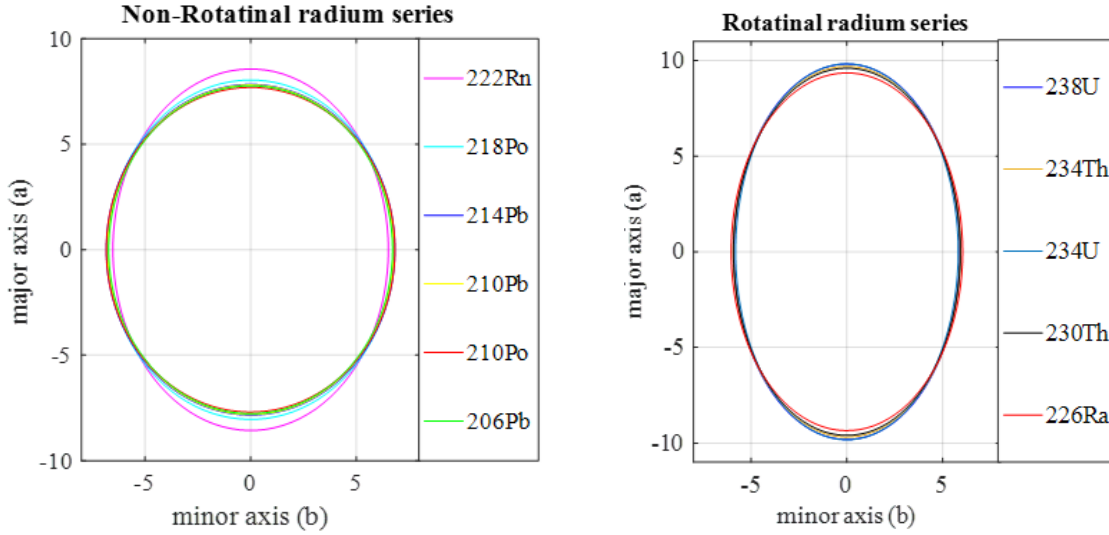 Non-Rotatinal radium series
10
5
0
-5
-10
-5
0
5
major axis (a)
minor axis (b)
222Rn
218Po
214Pb
210Pb
210Po
206Pb
Rotatinal radium series
10
5
0
-5
-10
-5
0
5
major axis (a)
minor axis (b)
238U
234Th
234U
230Th
226Ra